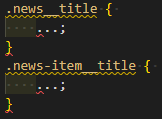 .news__title {
    ...;
}
.news-item__title {
    ...;
}